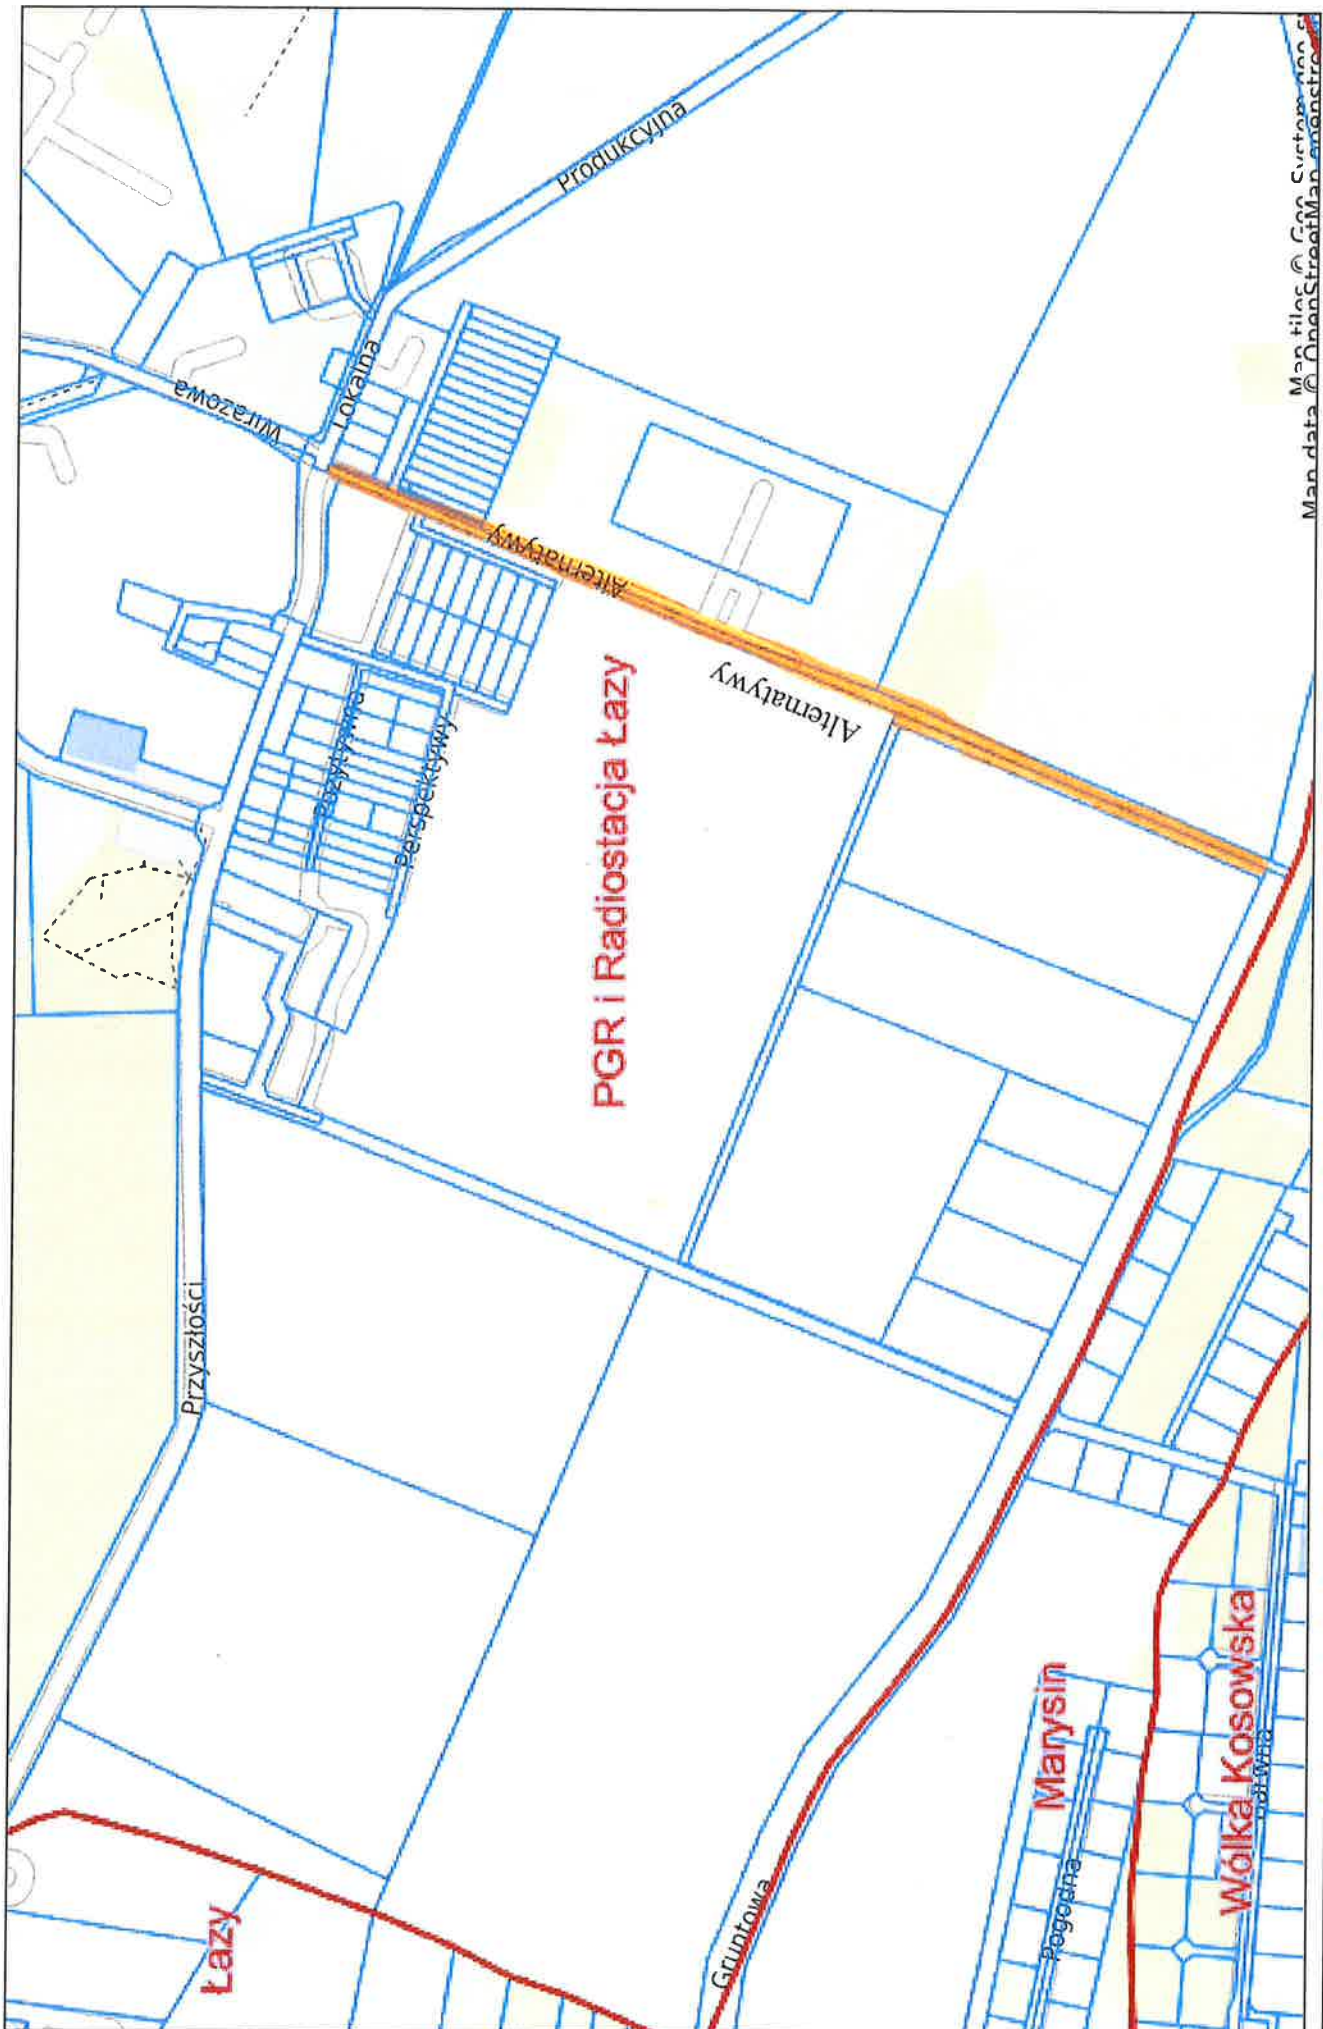 Produkcyjna
Lokalna
Wirażowa
Alternatywy
Alternatywy
Pozytywna
Perspektywy
PGR i Radiostacja Łazy
Przyszłości
Gruntowa
Łazy
Marysin
Pogodna
Wólka Kosowska
Map tiles © Geo-System
Map data © OpenStreetMap